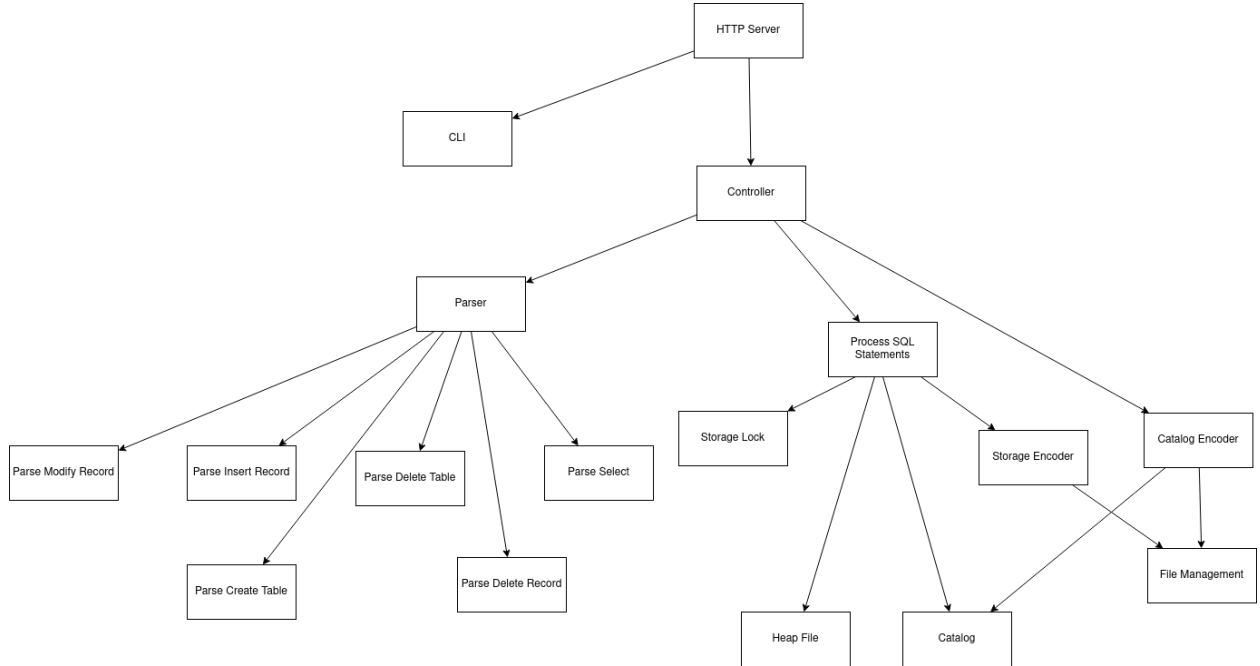 HTTP Server
CLI
Controller
Parser
Process SQL
Statements
Storage Lock
Catalog Encoder
Storage Encoder
Parse Modify Record
Parse Insert Record
Parse Delete Table
Parse Select
File Management
Parse Create Table
Parse Delete Record
Heap File
Catalog